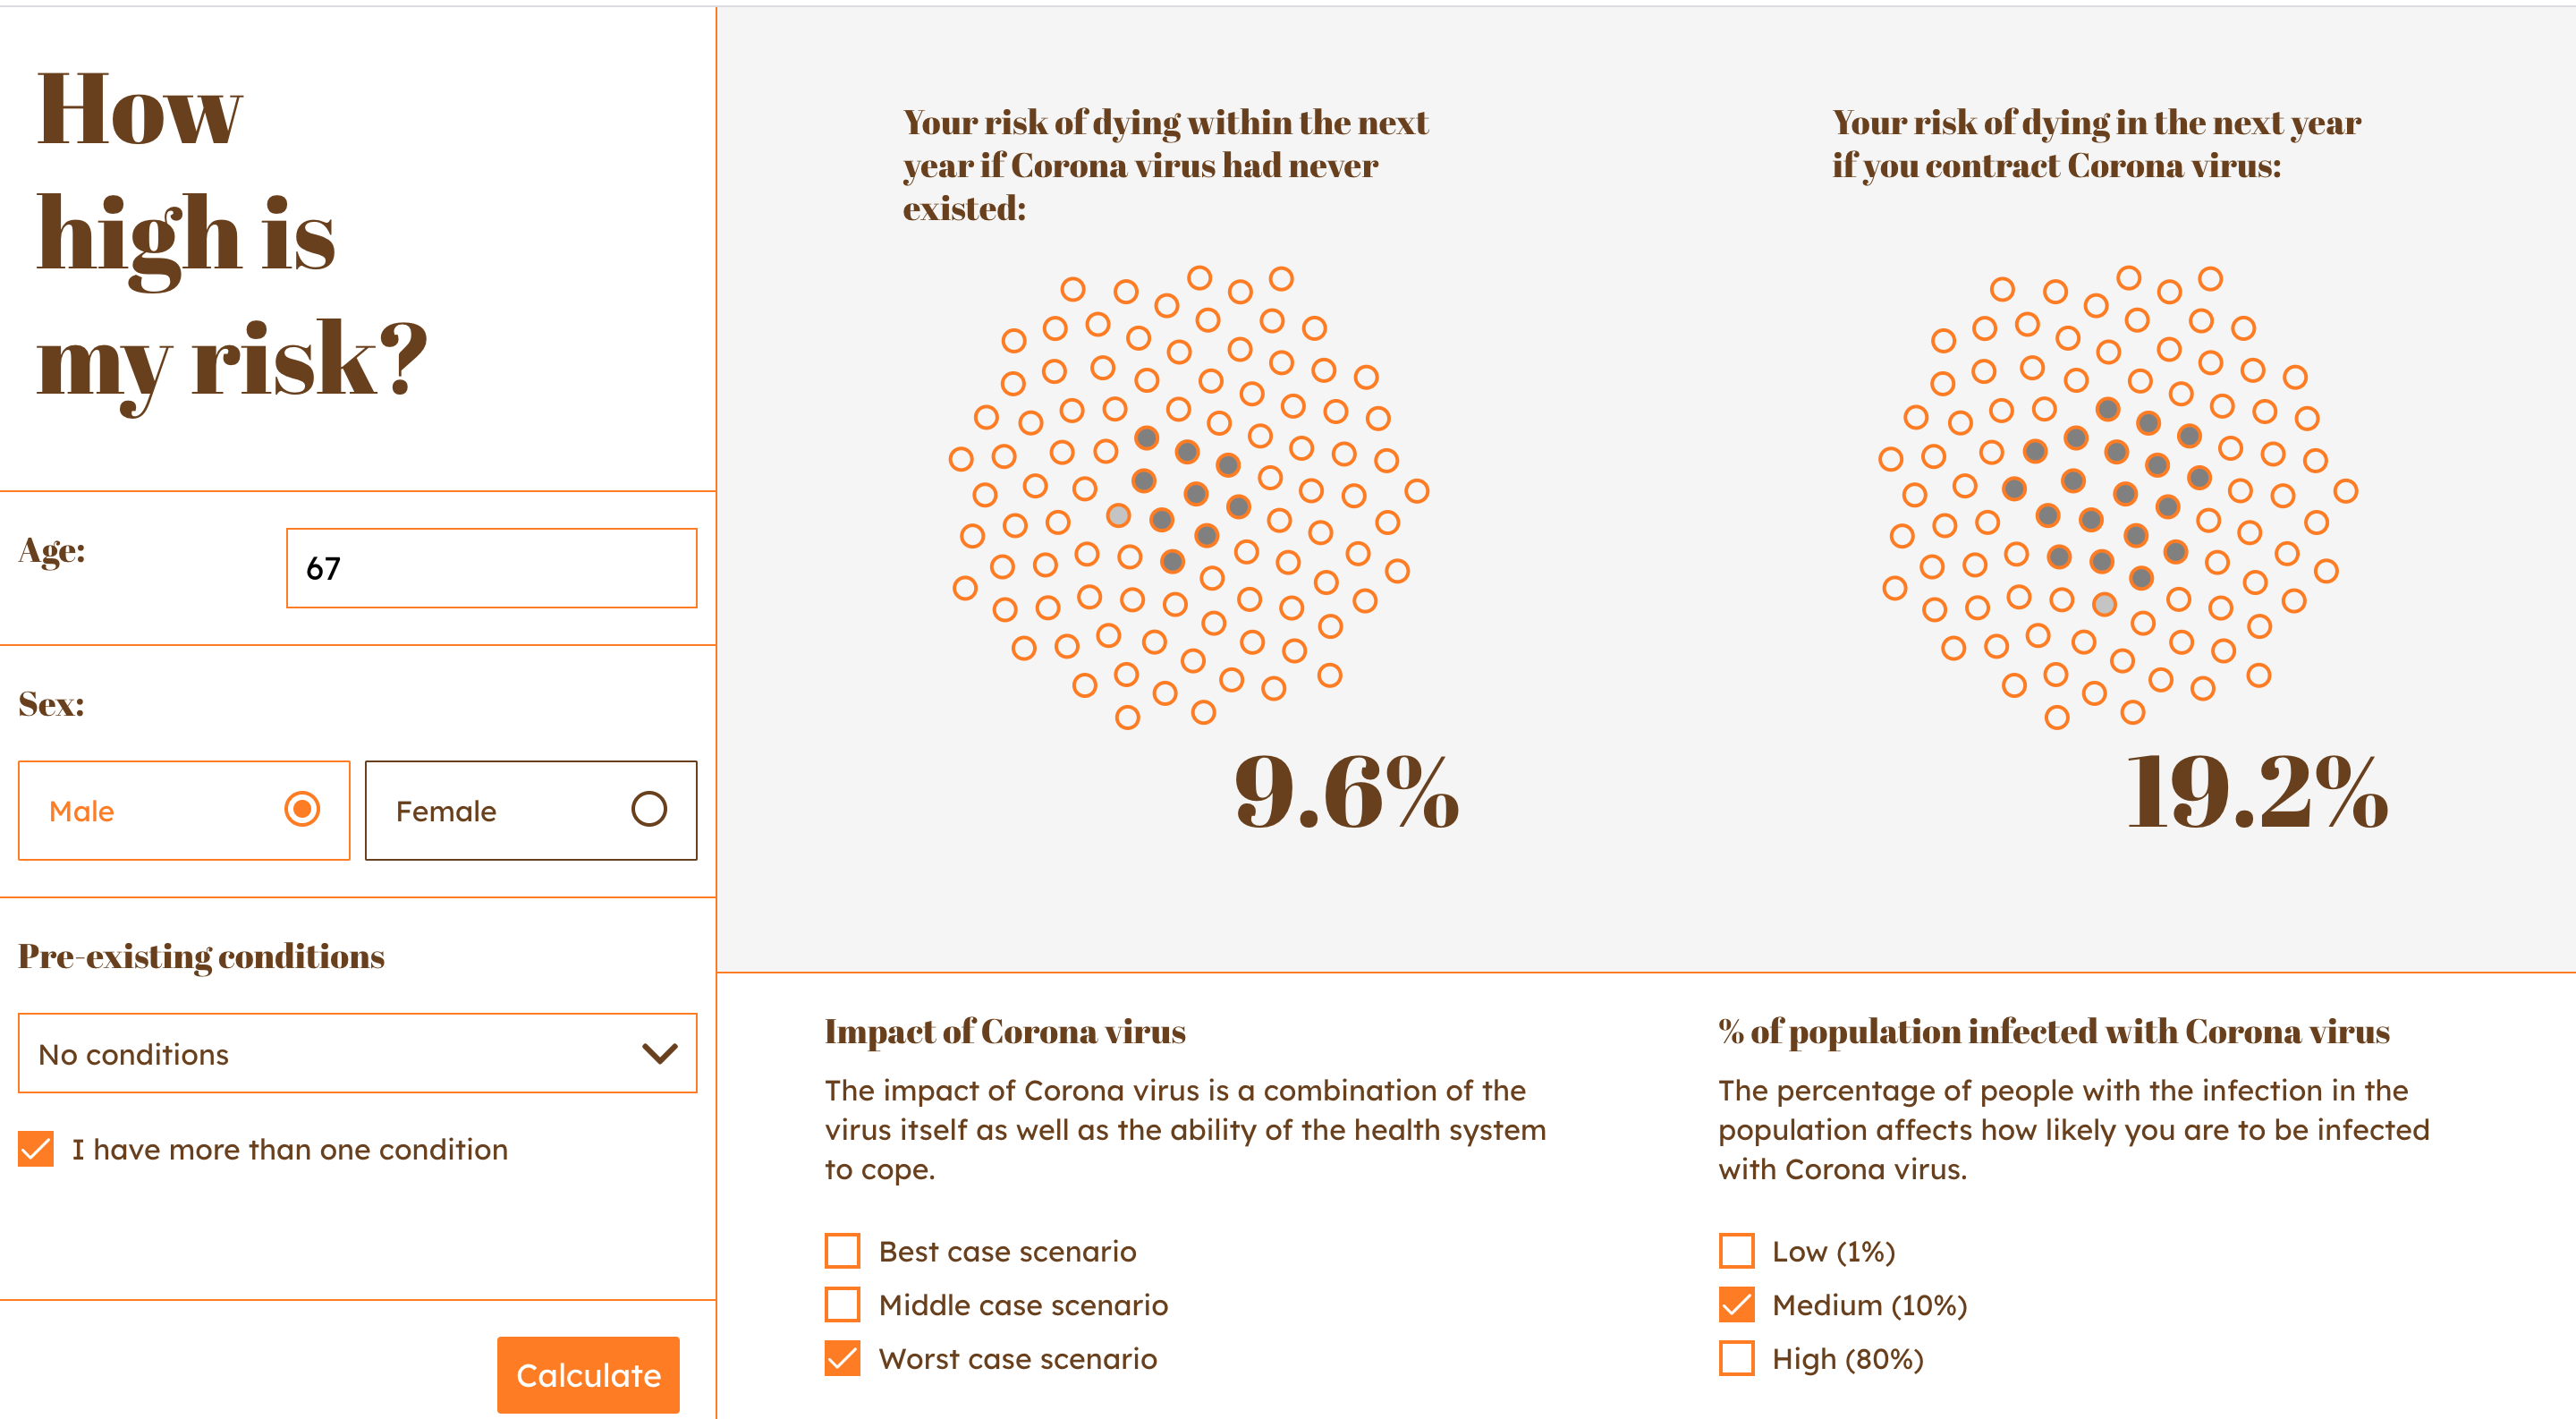 How
high is
my risk?
Age:
67
Sex:
Male
Female
Pre-existing conditions
No conditions
I have more than one condition
Calculate
Your risk of dying within the next
year if Corona virus had never
existed:
9.6%
Your risk of dying in the next year
if you contract Corona virus:
19.2%
Impact of Corona virus
The impact of Corona virus is a combination of the
virus itself as well as the ability of the health system
to cope.
Best case scenario
Middle case scenario
Worst case scenario
% of population infected with Corona virus
The percentage of people with the infection in the
population affects how likely you are to be infected
with Corona virus.
Low (1%)
Medium (10%)
High (80%)